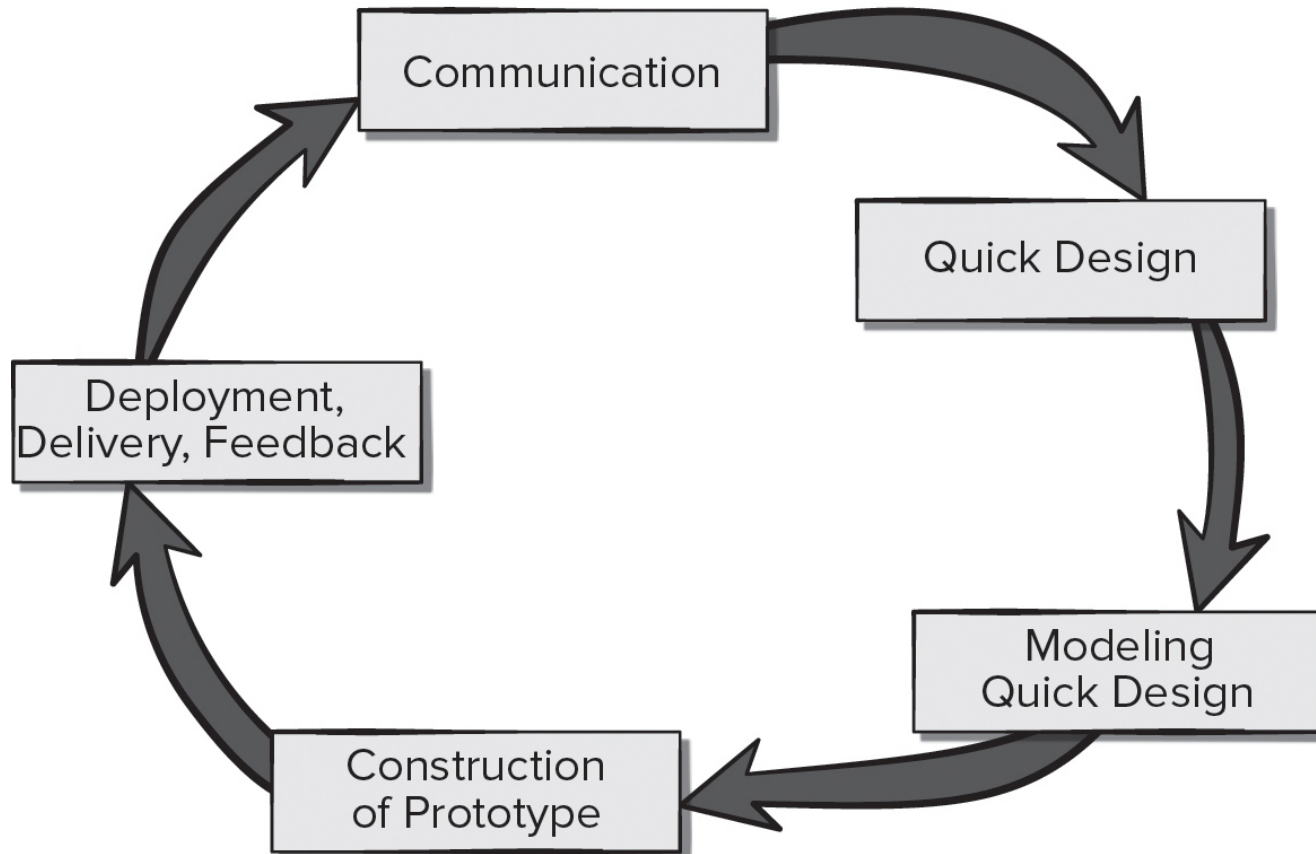 Communication
Quick Design
Modeling
Quick Design
Construction
of Prototype
Deployment,
Delivery, Feedback